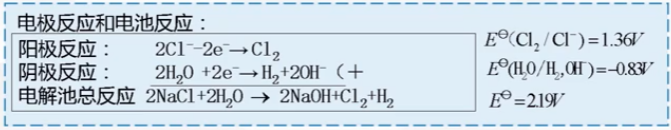 电极反应和电池反应：
阳极反应： 2Cl⁻-2e⁻→Cl₂ E^⊖(Cl₂/Cl⁻)=1.36V
阴极反应： 2H₂O +2e⁻→H₂+2OH⁻（+ E^⊖(H₂O/H₂,OH⁻)=-0.83V
电解池总反应 2NaCl+2H₂O → 2NaOH+Cl₂+H₂ E^⊖=2.19V